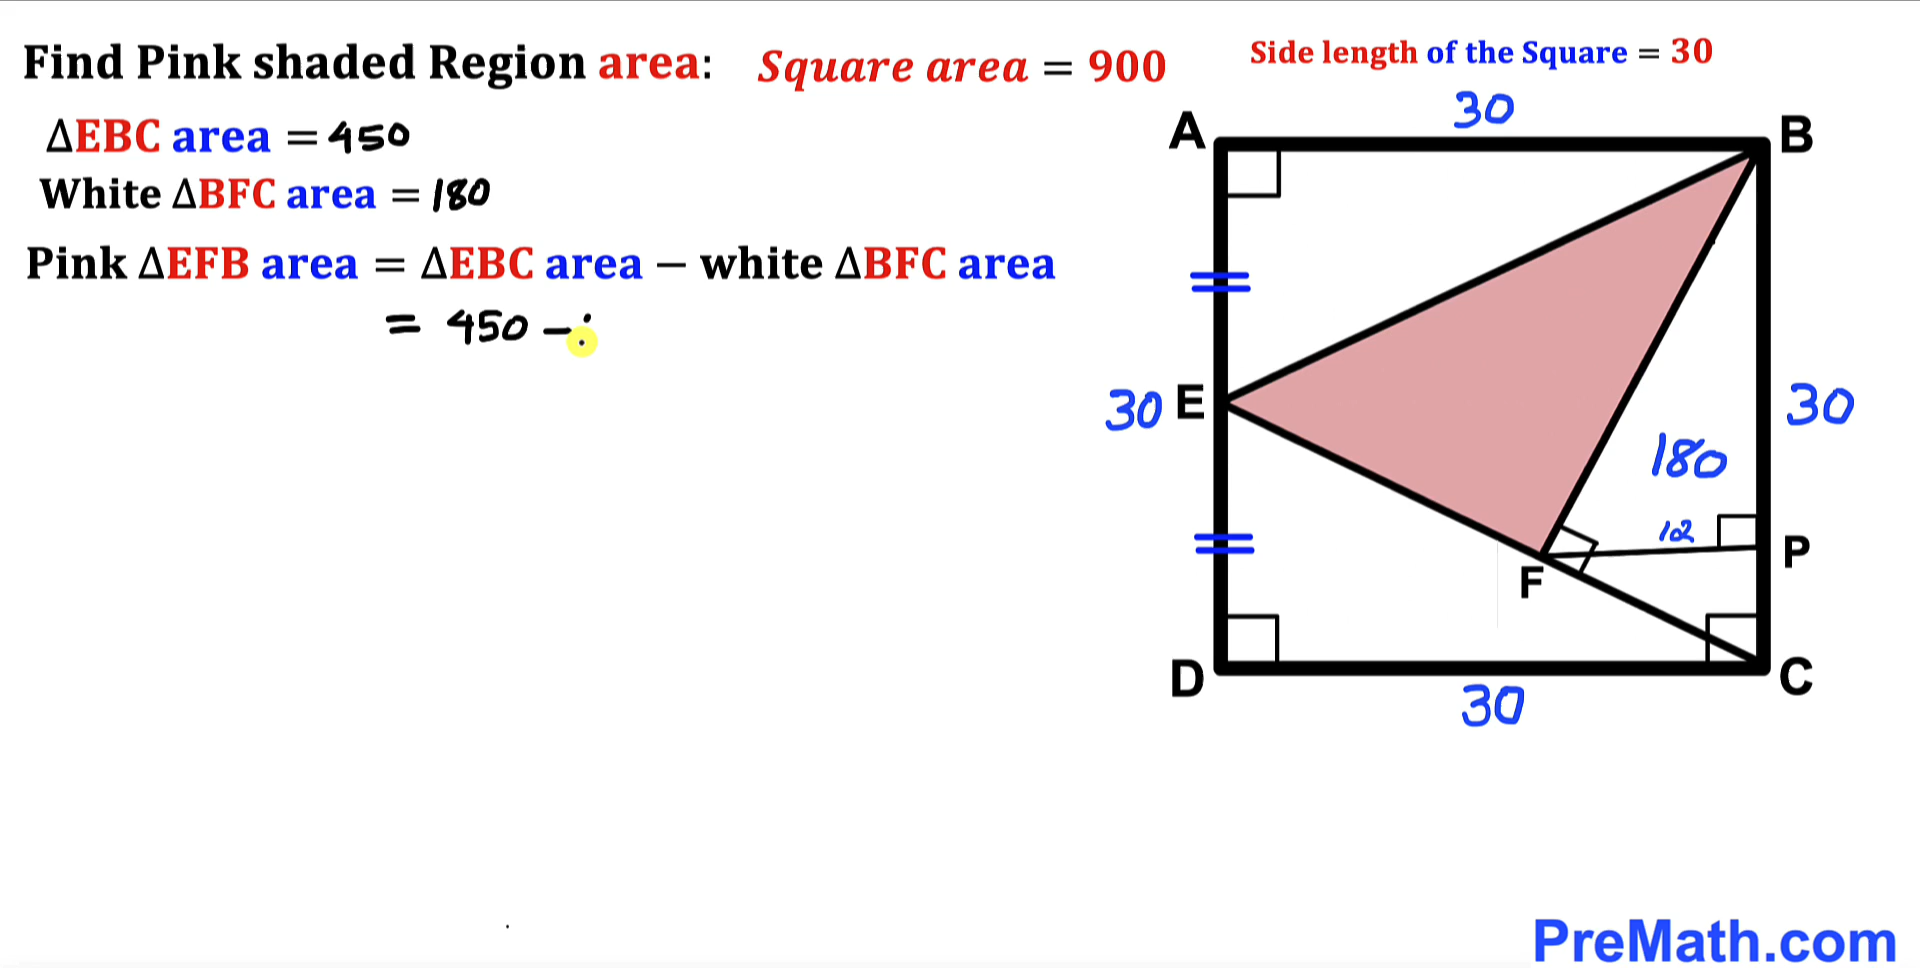 Find Pink shaded Region area: Square area = 900
Side length of the Square = 30
ΔEBC area = 450
White ΔBFC area = 180
Pink ΔEFB area = ΔEBC area − white ΔBFC area
= 450 −
30
A
B
30 E
30
180
12
P
F
D
C
30
PreMath.com